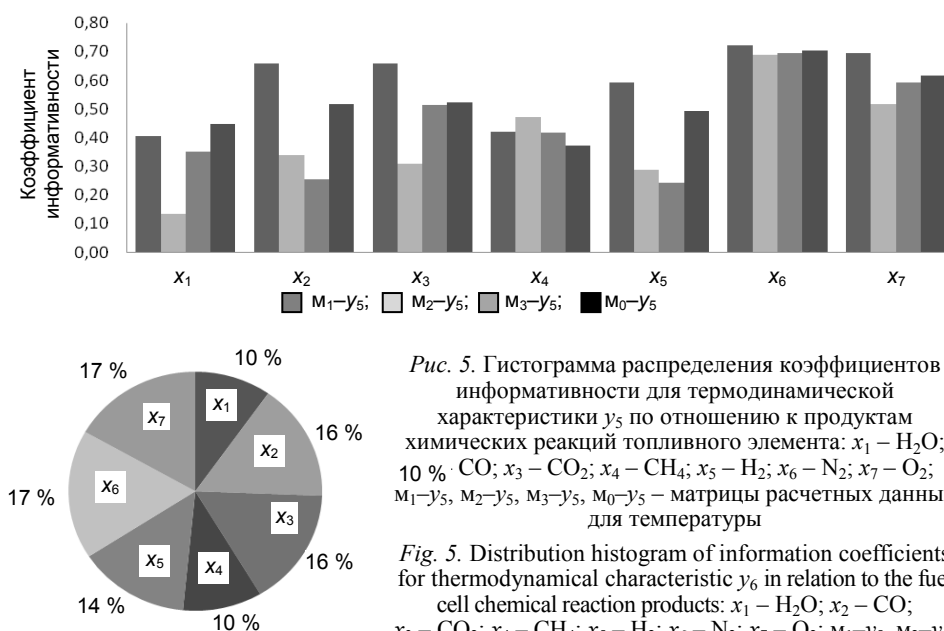 0,80
0,70
0,60
0,50
0,40
0,30
0,20
0,10
0,00
Коэффициент
информативности
x₁ x₂ x₃ x₄ x₅ x₆ x₇
м₁–y₅; м₂–y₅; м₃–y₅; м₀–y₅
17 % 10 %
x₇ x₁
x₂ 16 %
17 % x₆
x₃
x₅ x₄ 16 %
14 %
10 %
Рис. 5. Гистограмма распределения коэффициентов
информативности для термодинамической
характеристики y₅ по отношению к продуктам
химических реакций топливного элемента: x₁ – H₂O;
10 % CO; x₃ – CO₂; x₄ – CH₄; x₅ – H₂; x₆ – N₂; x₇ – O₂;
м₁–y₅, м₂–y₅, м₃–y₅, м₀–y₅ – матрицы расчетных данны
для температуры
Fig. 5. Distribution histogram of information coefficients
for thermodynamical characteristic y₆ in relation to the fue
cell chemical reaction products: x₁ – H₂O; x₂ – CO;